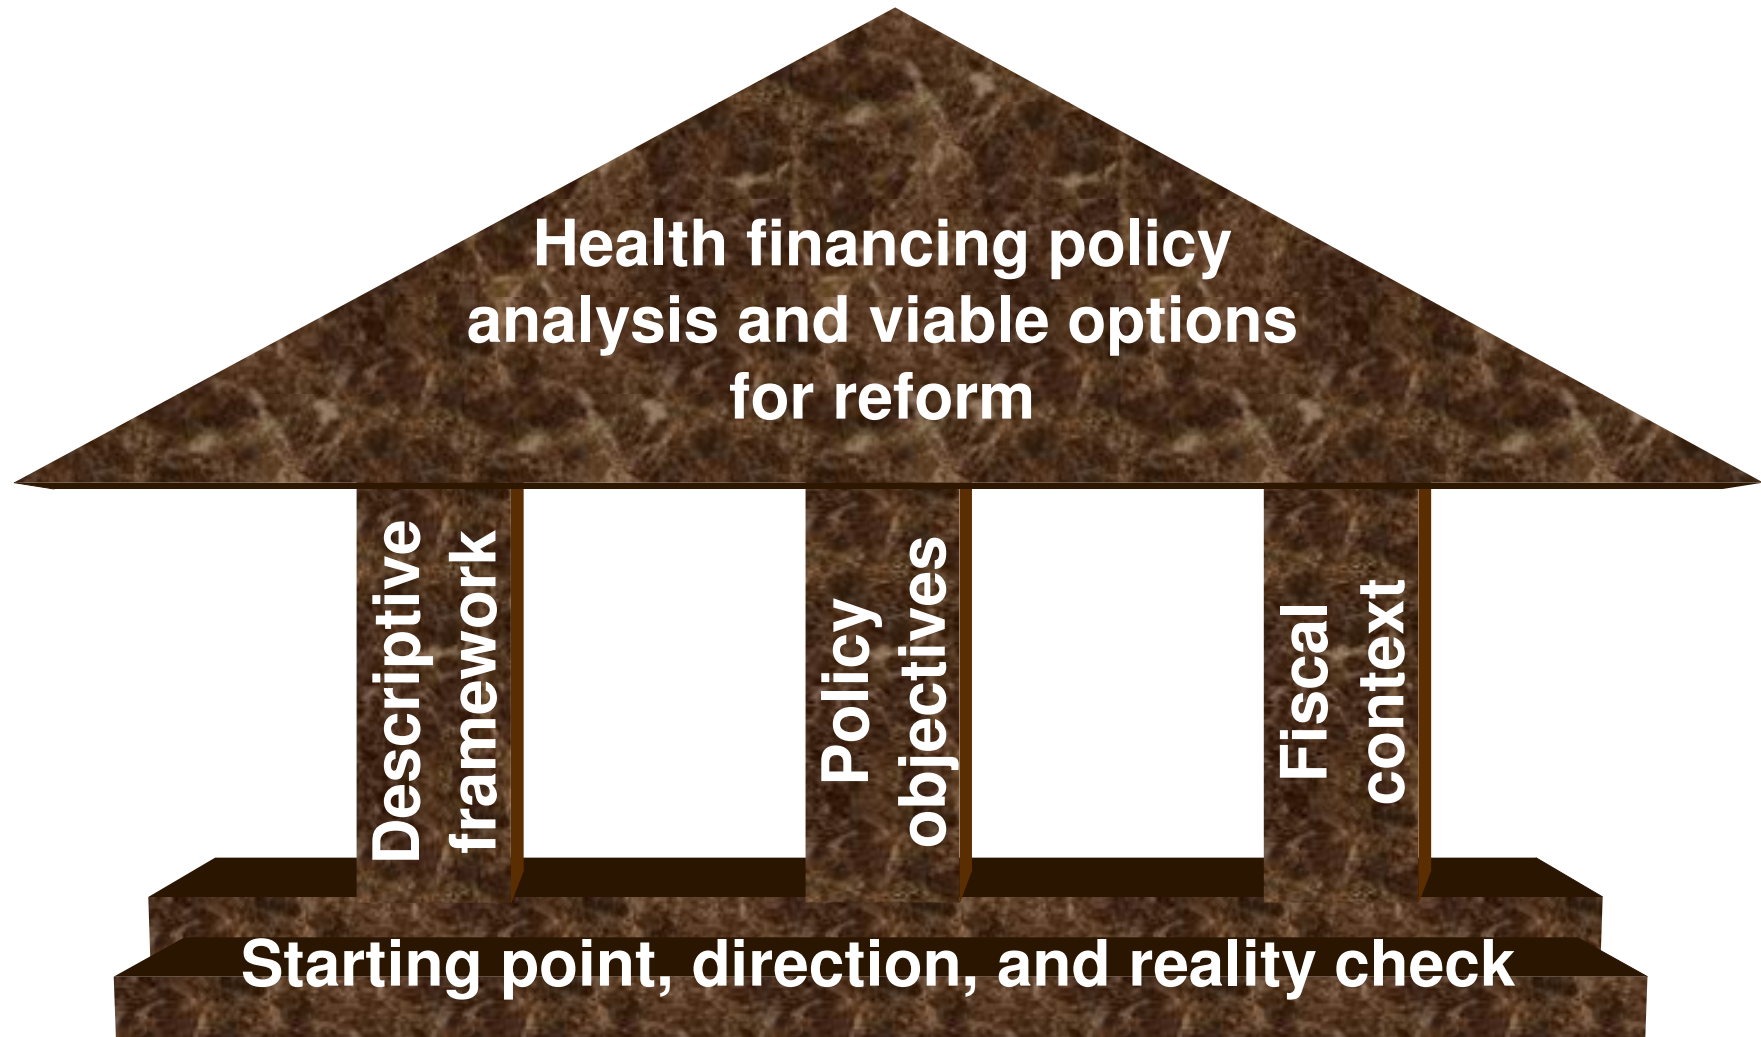 Health financing policy
analysis and viable options
for reform
Descriptive
framework
Policy
objectives
Fiscal
context
Starting point, direction, and reality check